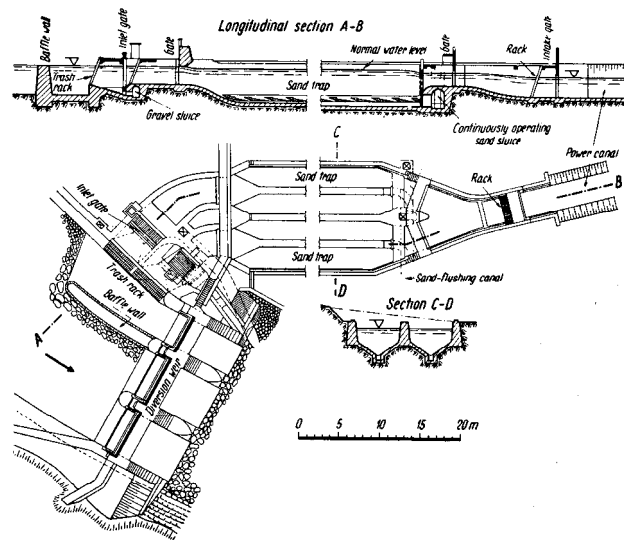 Longitudinal section A-B
Baffle wall
Trash
rack
Inlet gate
Gate
Gravel sluice
Normal water level
Sand trap
Gate
Continuously operating
sand sluice
Rack
Intake gate
Power canal
C
Sand trap
Inlet gate
Trash rack
Baffle wall
A
Diversion weir
Sand trap
D
Rack
B
Sand-flushing canal
Section C-D
0 5 10 15 20 m